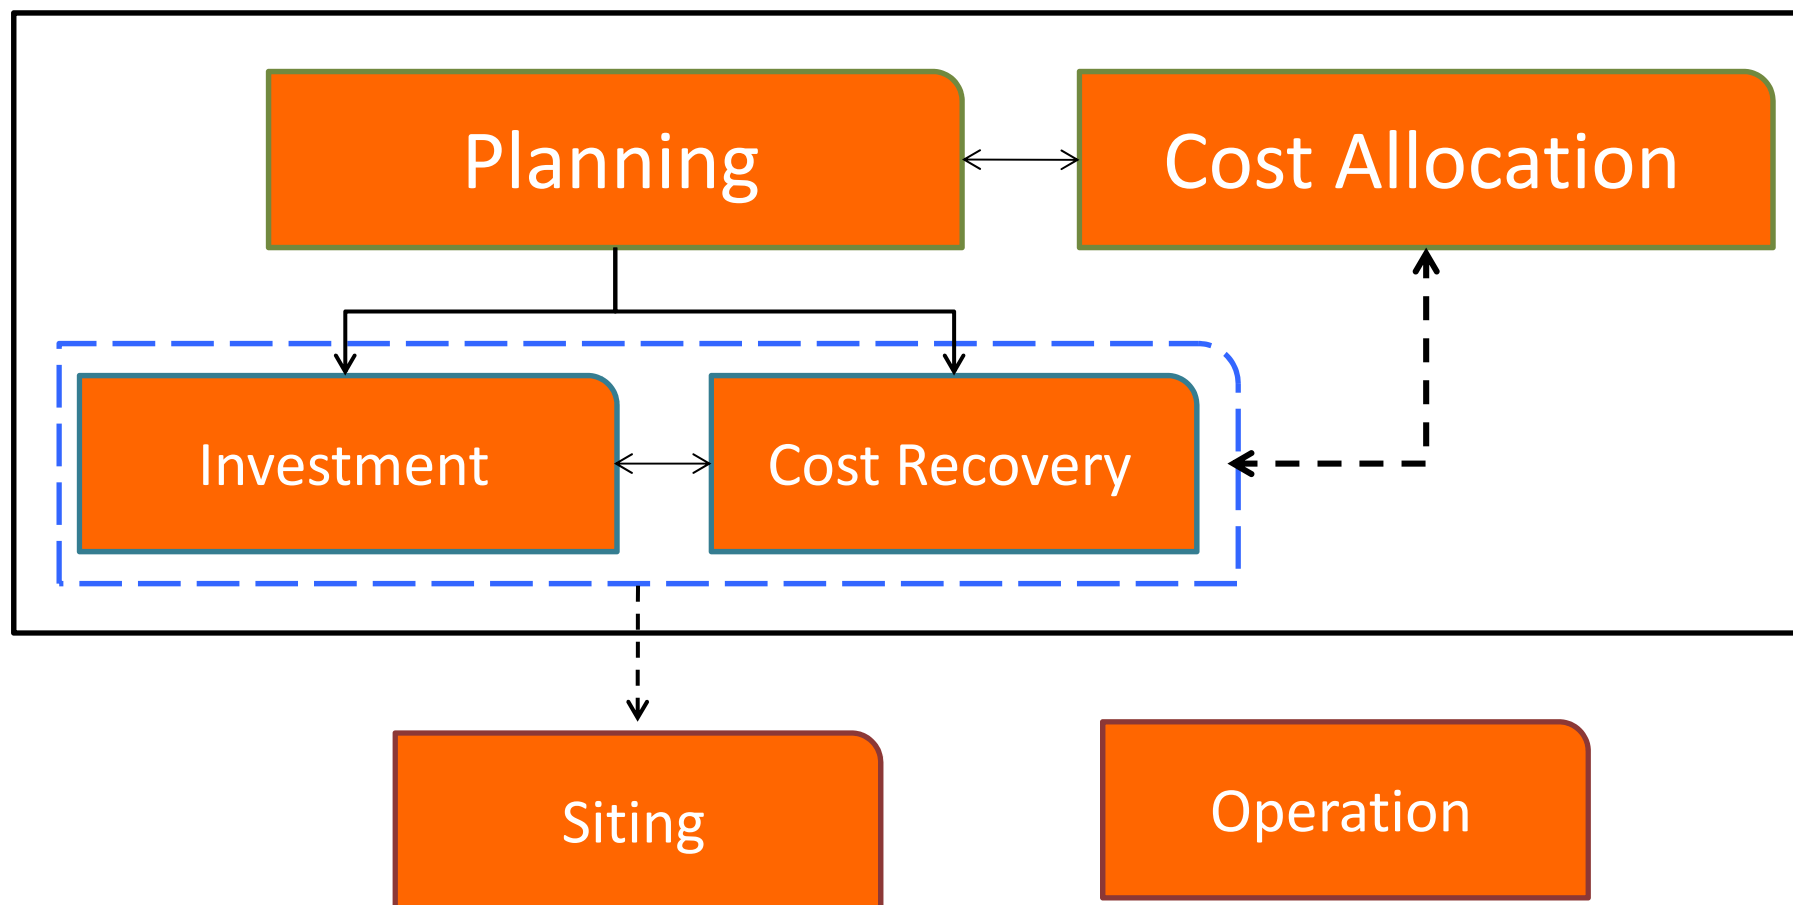 Planning
Cost Allocation
Investment
Cost Recovery
Siting
Operation